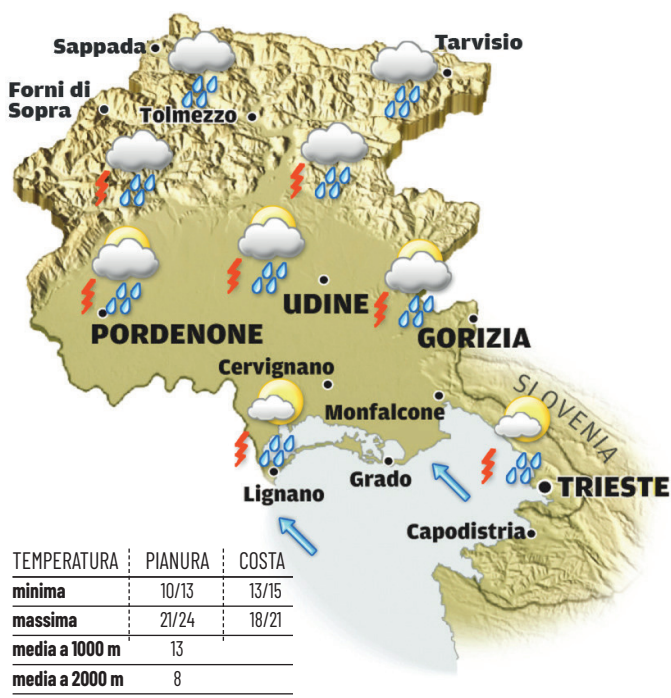 Sappada
Tarvisio
Forni di
Sopra
Tolmezzo
UDINE
PORDENONE
GORIZIA
Cervignano
SLOVENIA
Monfalcone
Grado
Lignano
TRIESTE
Capodistria
TEMPERATURA PIANURA COSTA
minima 10/13 13/15
massima 21/24 18/21
media a 1000 m 13
media a 2000 m 8